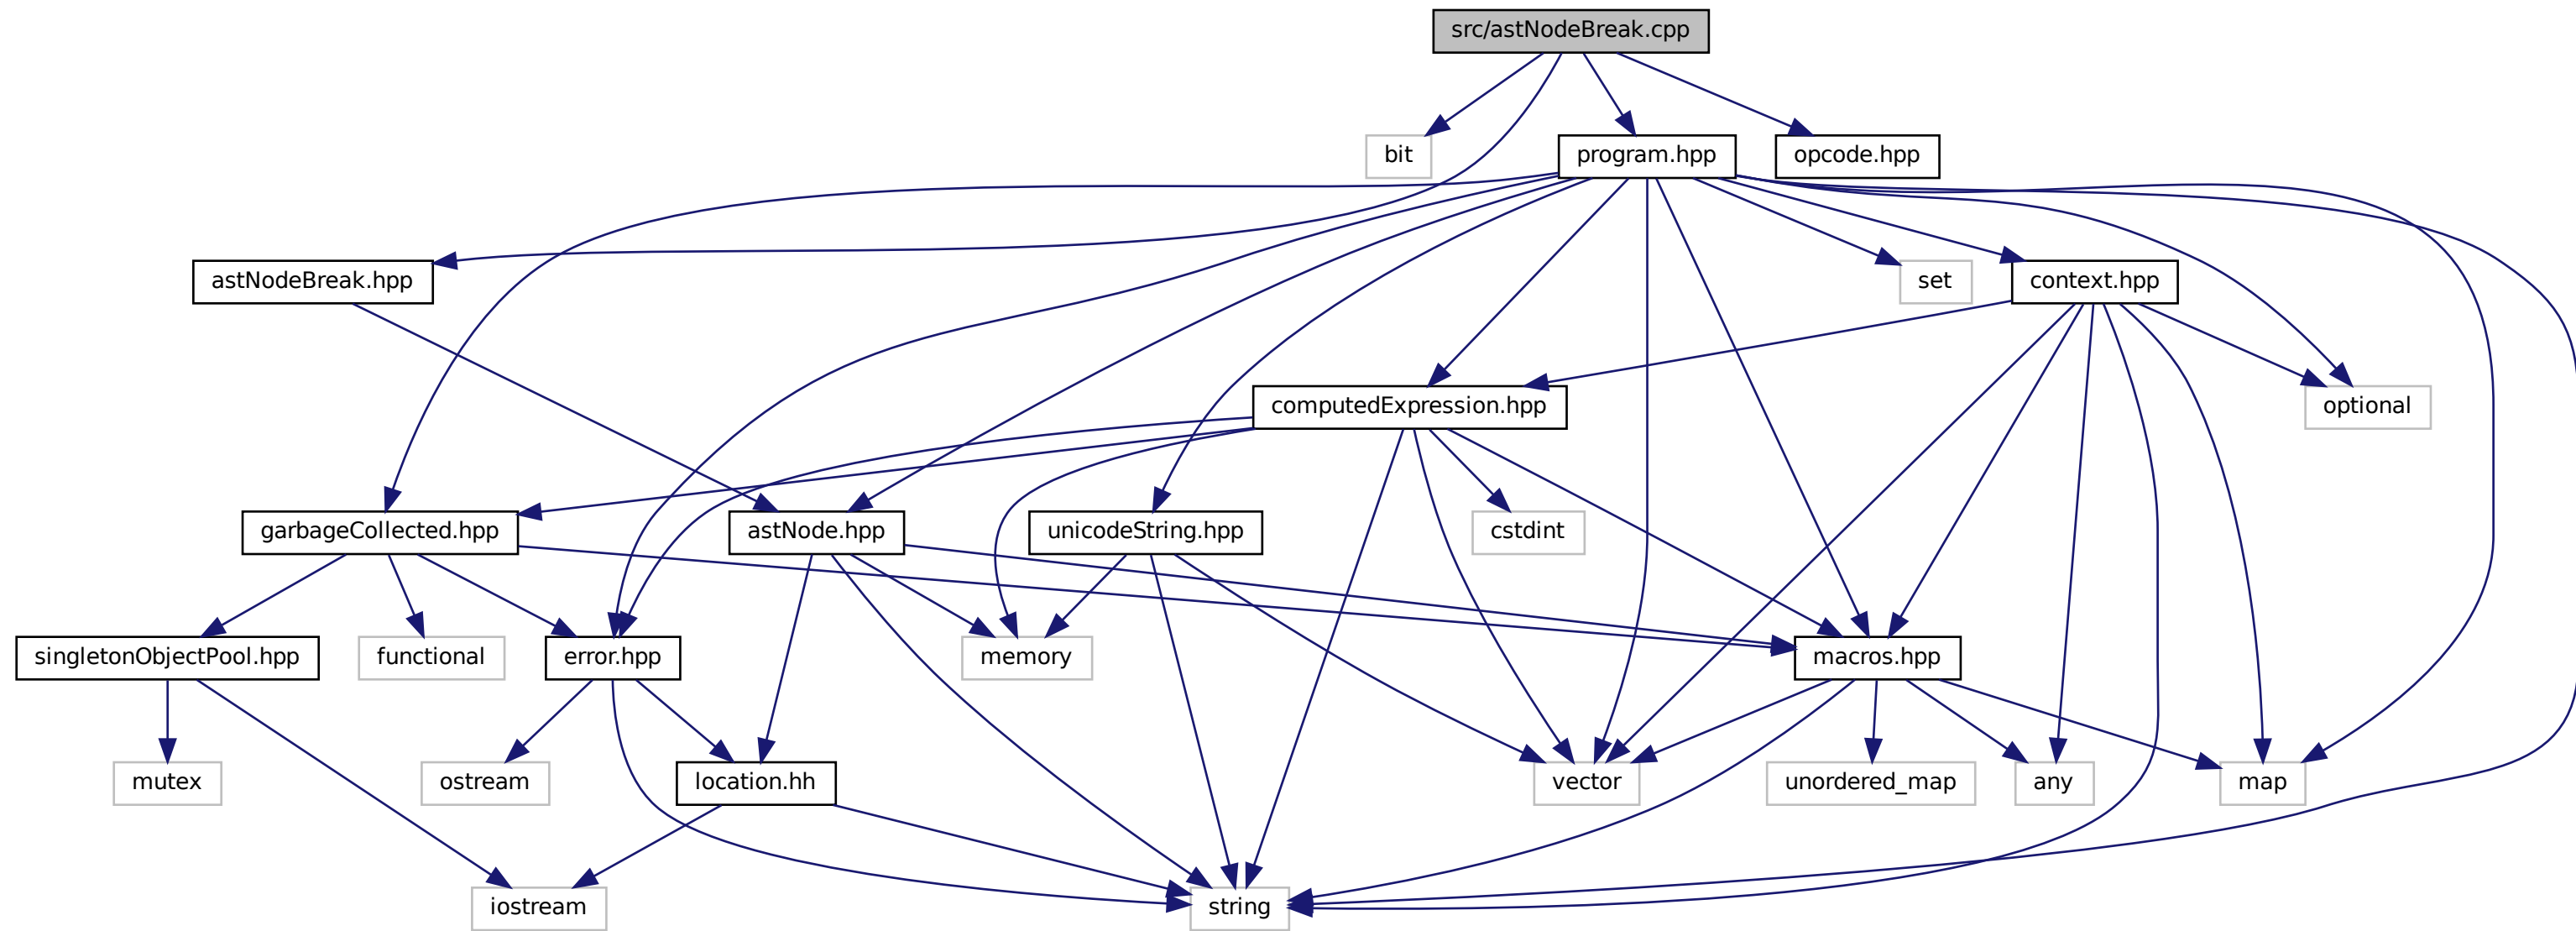 src/astNodeBreak.cpp
bit
program.hpp
opcode.hpp
astNodeBreak.hpp
set
context.hpp
computedExpression.hpp
optional
garbageCollected.hpp
astNode.hpp
unicodeString.hpp
cstdint
singletonObjectPool.hpp
functional
error.hpp
memory
macros.hpp
mutex
ostream
location.hh
vector
unordered_map
any
map
iostream
string